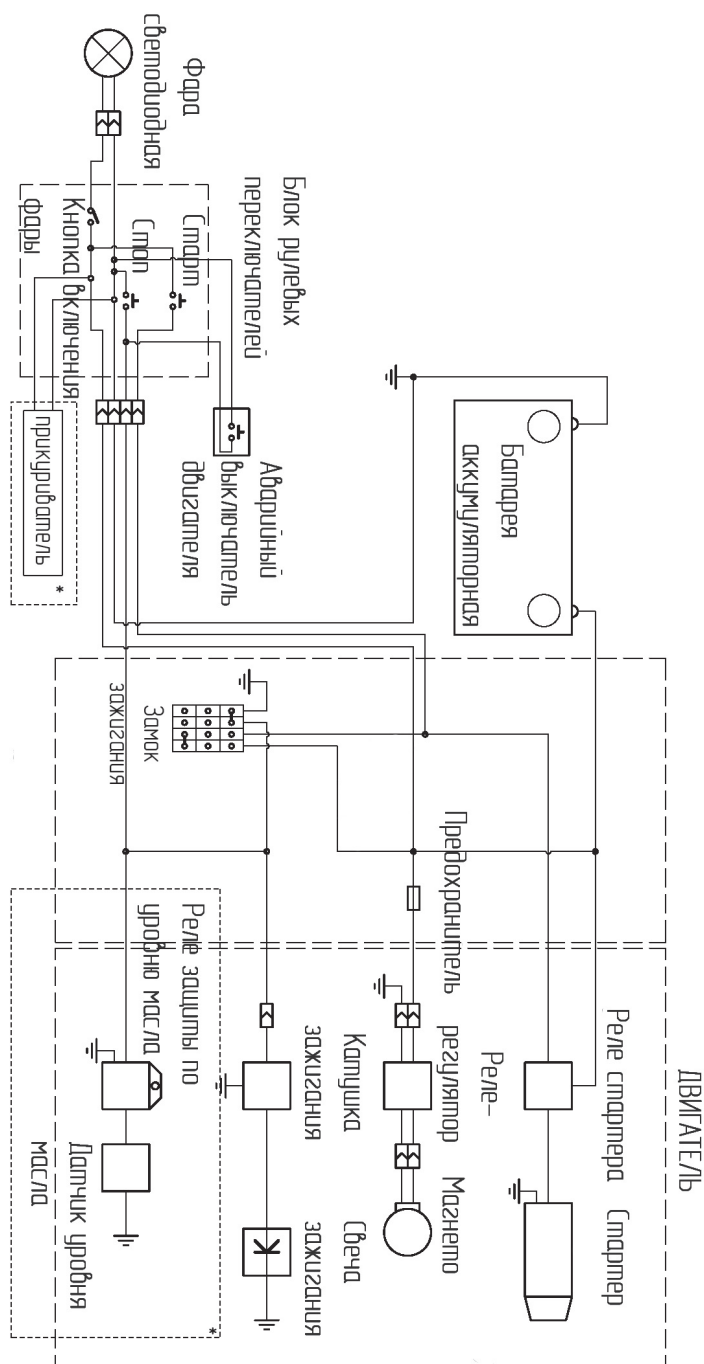 Фара
светодиодная
Блок рулевых
переключателей
Старт
Стоп
Кнопка включения
фары
Аварийный
выключатель
двигателя
прикуриватель
*
Батарея
аккумуляторная
Замок
зажигания
Предохранитель
ДВИГАТЕЛЬ
Реле стартера
Стартер
Реле-
регулятор
Магнето
Катушка
зажигания
Свеча
зажигания
Реле защиты по
уровню масла
Датчик уровня
масла
*